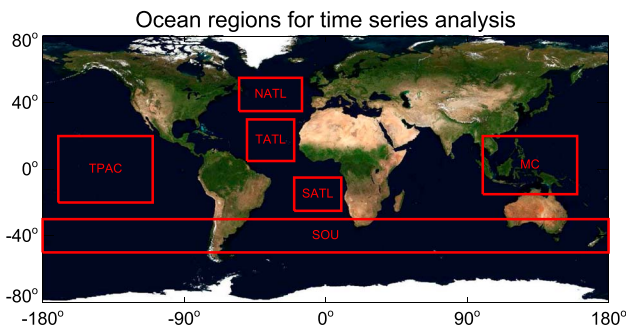 Ocean regions for time series analysis
80°
40°
0°
-40°
-80°
NATL
TATL
TPAC
MC
SATL
SOU
-180°
-90°
0°
90°
180°